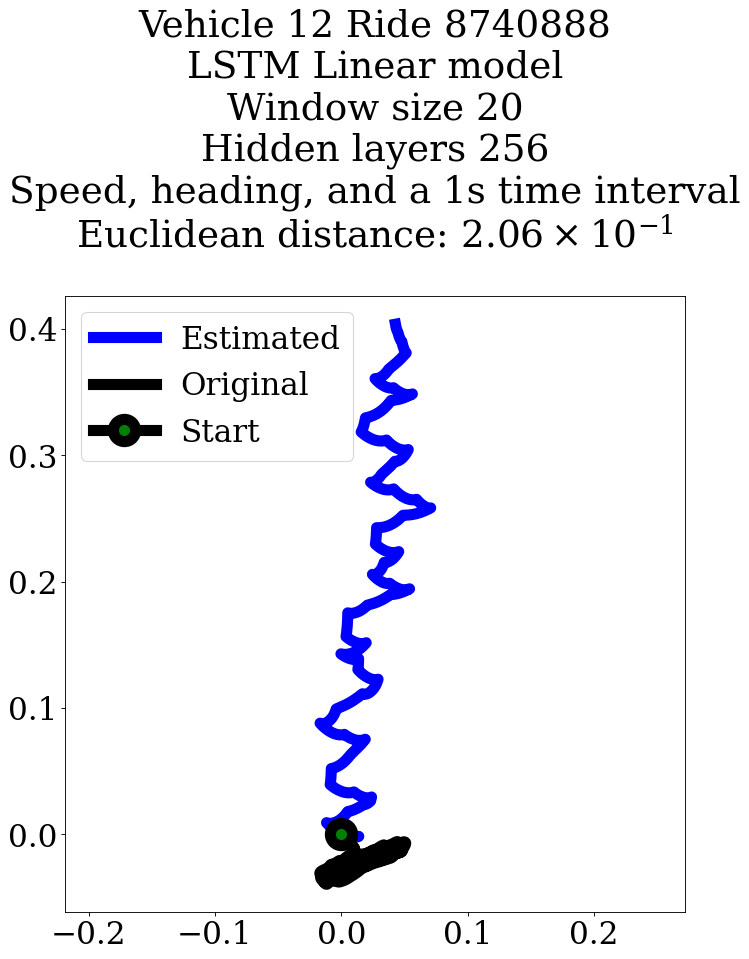 Vehicle 12 Ride 8740888
LSTM Linear model
Window size 20
Hidden layers 256
Speed, heading, and a 1s time interval
Euclidean distance: 2.06 × 10⁻¹
Estimated
Original
Start
0.4
0.3
0.2
0.1
0.0
−0.2 −0.1 0.0 0.1 0.2